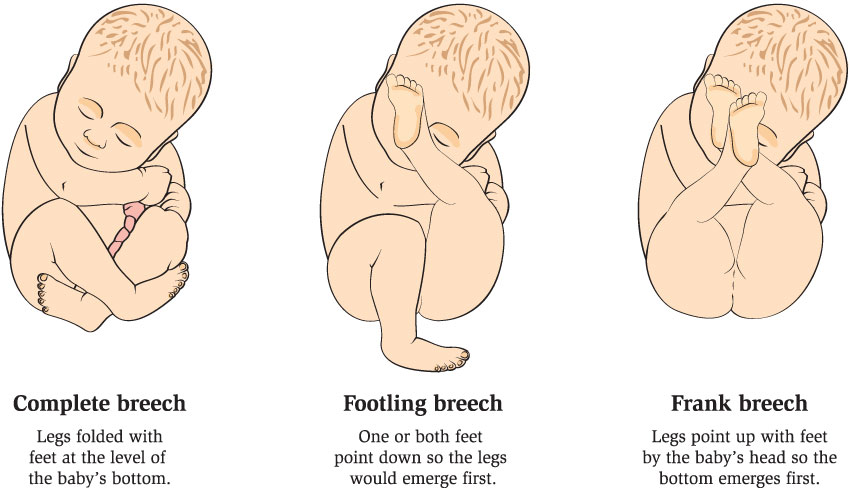 Complete breech
Legs folded with
feet at the level of
the baby's bottom.
Footling breech
One or both feet
point down so the legs
would emerge first.
Frank breech
Legs point up with feet
by the baby's head so the
bottom emerges first.